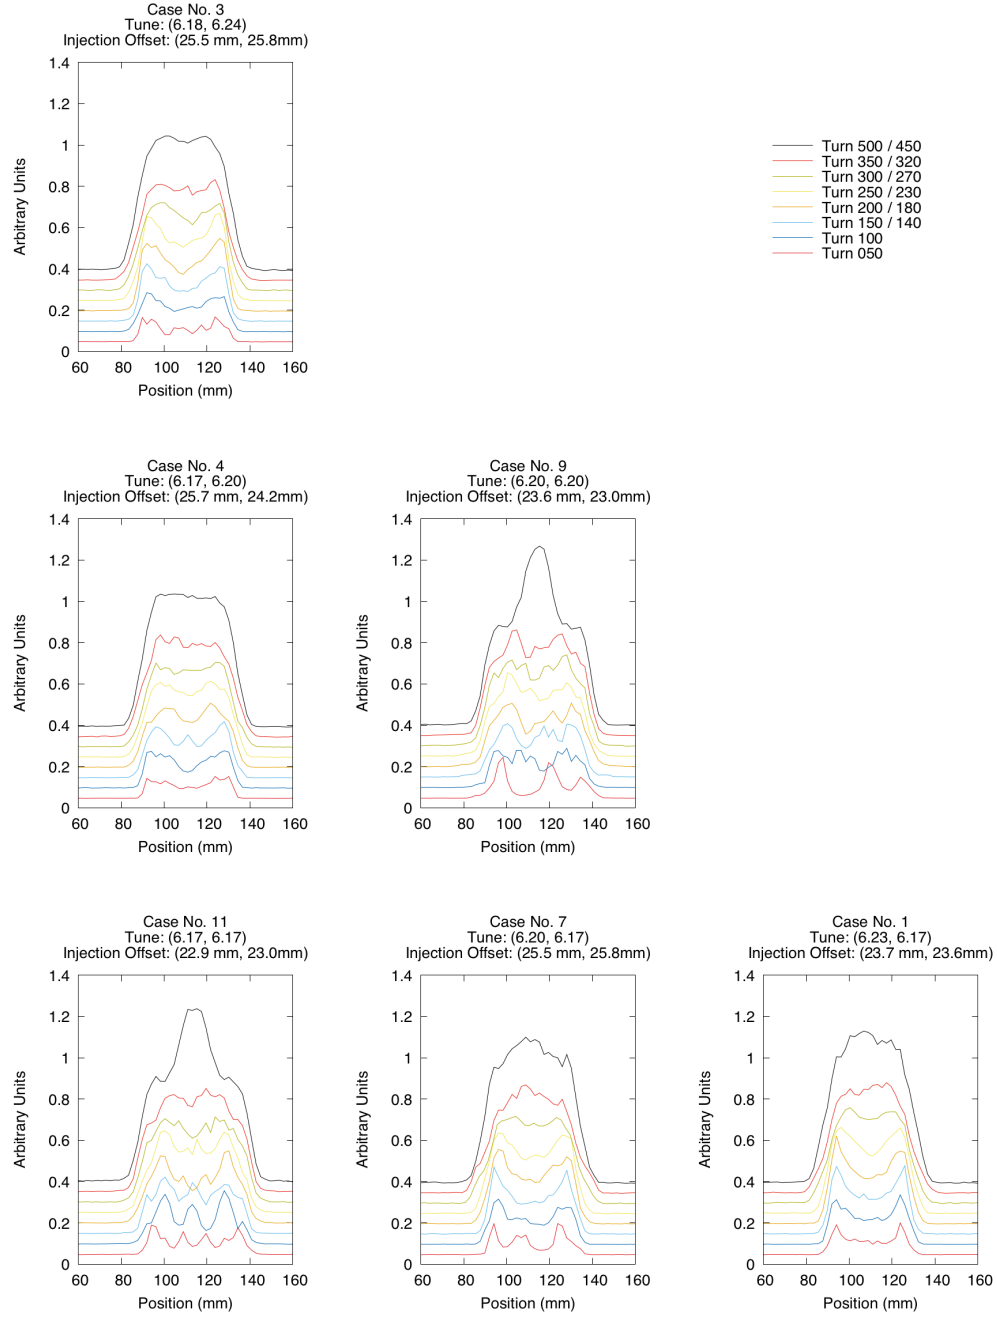 Case No. 3
Tune: (6.18, 6.24)
Injection Offset: (25.5 mm, 25.8mm)
1.4
1.2
1
0.8
0.6
0.4
0.2
0
Arbitrary Units
60 80 100 120 140 160
Position (mm)
Turn 500 / 450
Turn 350 / 320
Turn 300 / 270
Turn 250 / 230
Turn 200 / 180
Turn 150 / 140
Turn 100
Turn 050
Case No. 4
Tune: (6.17, 6.20)
Injection Offset: (25.7 mm, 24.2mm)
1.4
1.2
1
0.8
0.6
0.4
0.2
0
Arbitrary Units
60 80 100 120 140 160
Position (mm)
Case No. 9
Tune: (6.20, 6.20)
Injection Offset: (23.6 mm, 23.0mm)
1.4
1.2
1
0.8
0.6
0.4
0.2
0
Arbitrary Units
60 80 100 120 140 160
Position (mm)
Case No. 11
Tune: (6.17, 6.17)
Injection Offset: (22.9 mm, 23.0mm)
1.4
1.2
1
0.8
0.6
0.4
0.2
0
Arbitrary Units
60 80 100 120 140 160
Position (mm)
Case No. 7
Tune: (6.20, 6.17)
Injection Offset: (25.5 mm, 25.8mm)
1.4
1.2
1
0.8
0.6
0.4
0.2
0
Arbitrary Units
60 80 100 120 140 160
Position (mm)
Case No. 1
Tune: (6.23, 6.17)
Injection Offset: (23.7 mm, 23.6mm)
1.4
1.2
1
0.8
0.6
0.4
0.2
0
Arbitrary Units
60 80 100 120 140 160
Position (mm)